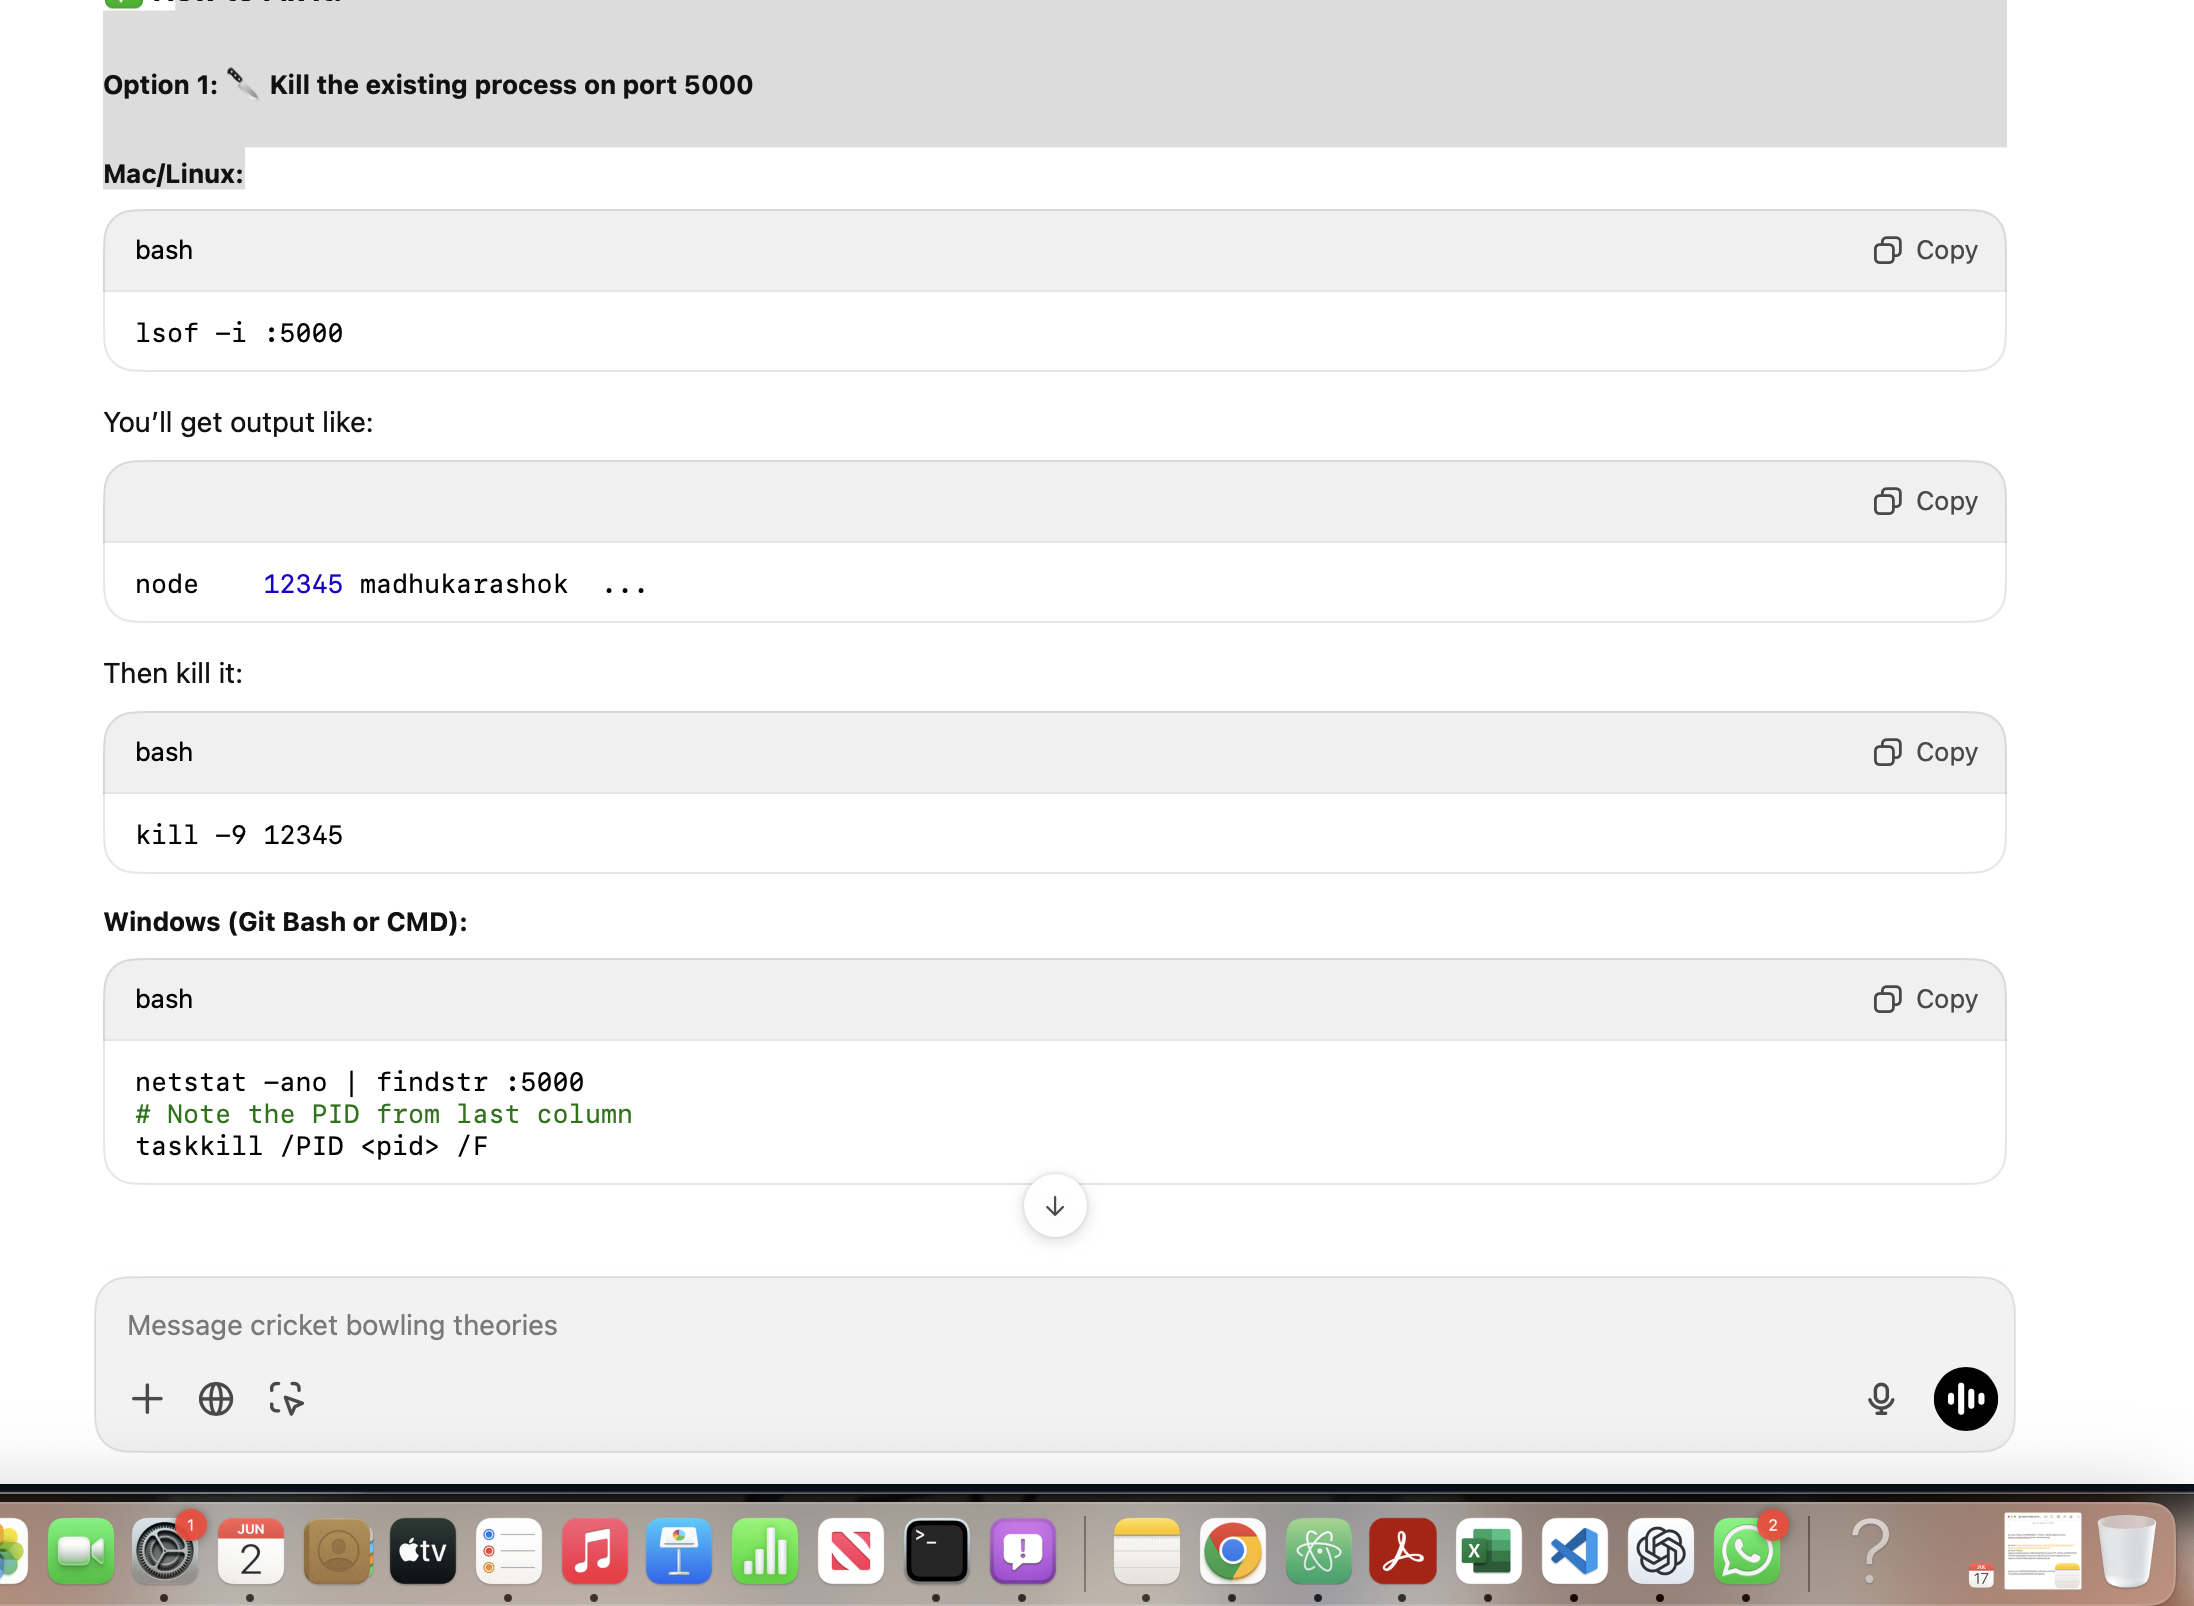 Option 1: 🔪 Kill the existing process on port 5000
Mac/Linux:
bash
Copy
lsof -i :5000
You’ll get output like:
Copy
node    12345 madhukarashok  ...
Then kill it:
bash
Copy
kill -9 12345
Windows (Git Bash or CMD):
bash
Copy
netstat -ano | findstr :5000
# Note the PID from last column
taskkill /PID <pid> /F
Message cricket bowling theories
1
JUN
2
tv
>_
!
X
2
?
JUL
17